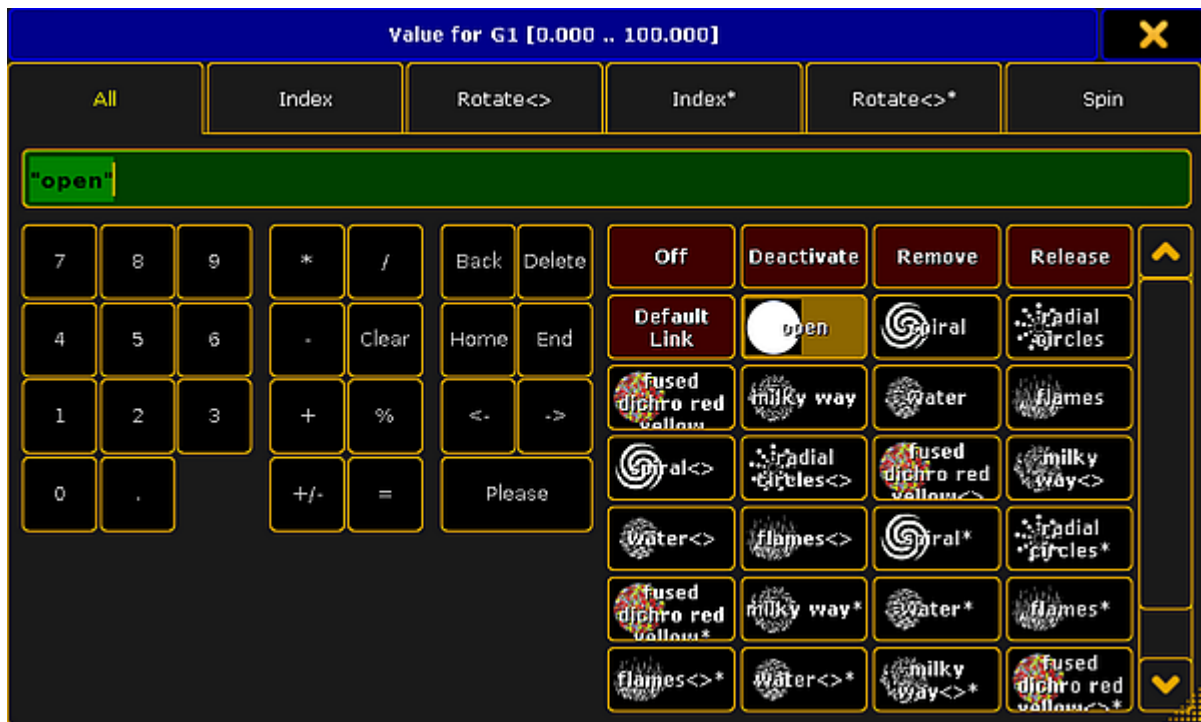 Value for G1 [0.000 .. 100.000]
All Index Rotate<> Index* Rotate<>* Spin
"open"
7 8 9 * / Back Delete
4 5 6 - Clear Home End
1 2 3 + % <- ->
0 . +/- = Please
Off Deactivate Remove Release
Default Link
open
spiral
radial circles
fused dichro red yellow
milky way
water
flames
spiral<>
radial circles<>
fused dichro red yellow<>
milky way<>
water<>
flames<>
spiral*
radial circles*
fused dichro red yellow*
milky way*
water*
flames*
flames<>*
water<>*
milky way<>*
fused dichro red yellow<>*